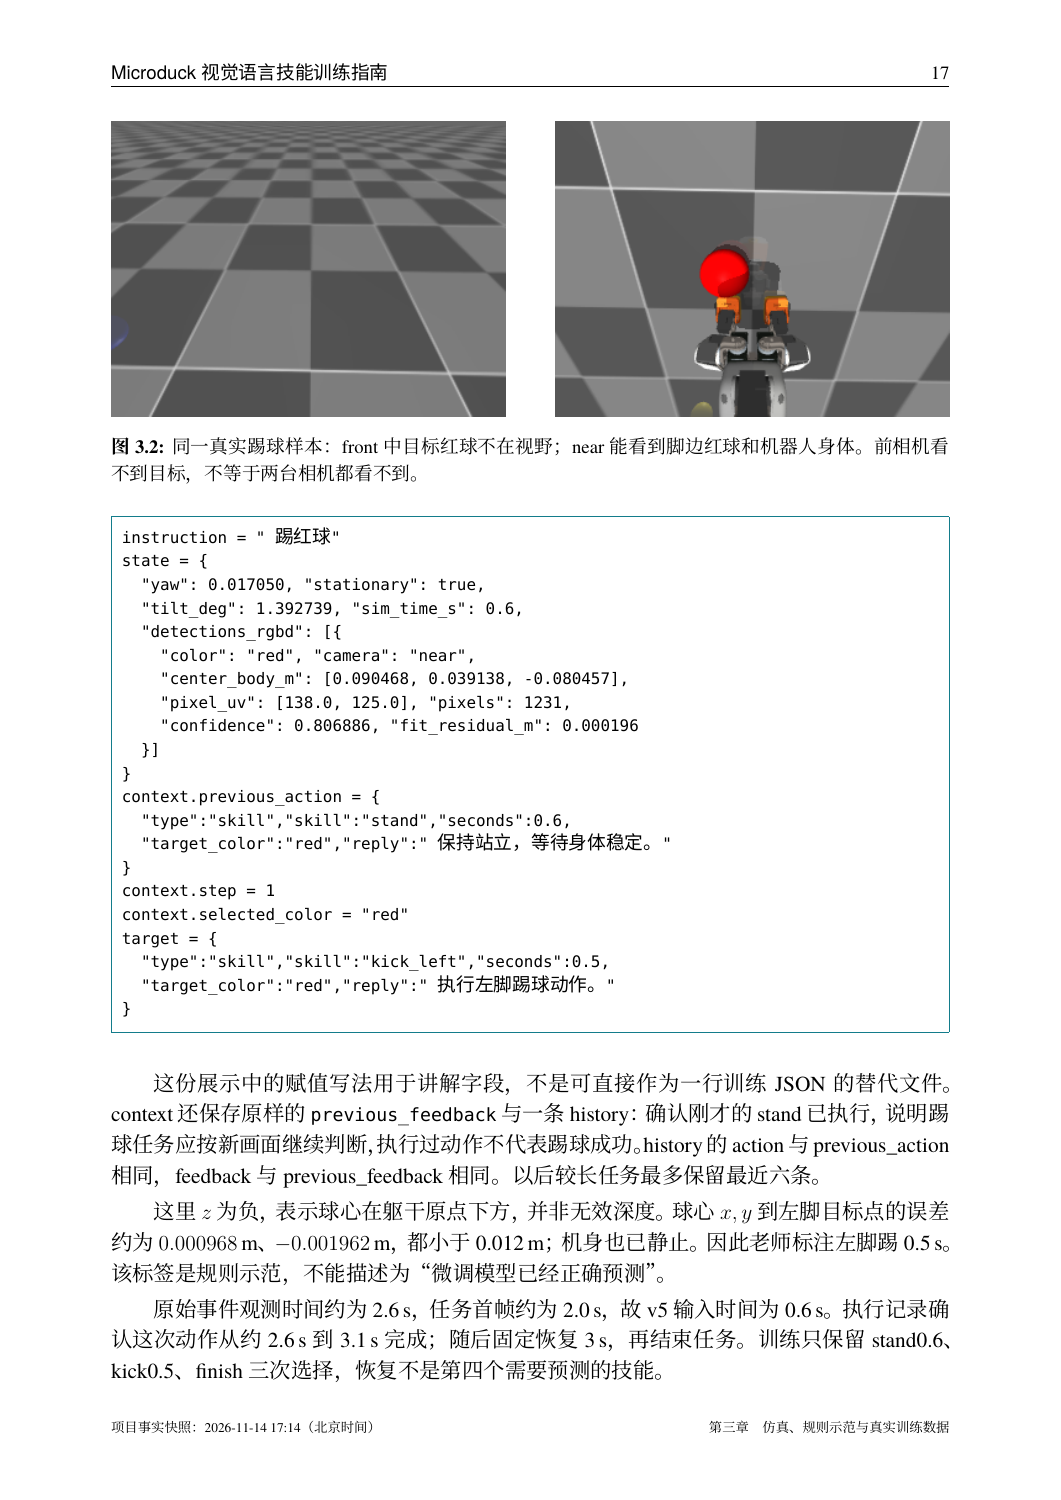 Microduck 视觉语言技能训练指南 17
图 3.2: 同一真实踢球样本：front 中目标红球不在视野；near 能看到脚边红球和机器人身体。前相机看
不到目标，不等于两台相机都看不到。
instruction = " 踢红球"
state = {
"yaw": 0.017050, "stationary": true,
"tilt_deg": 1.392739, "sim_time_s": 0.6,
"detections_rgbd": [{
"color": "red", "camera": "near",
"center_body_m": [0.090468, 0.039138, -0.080457],
"pixel_uv": [138.0, 125.0], "pixels": 1231,
"confidence": 0.806886, "fit_residual_m": 0.000196
}]
}
context.previous_action = {
"type":"skill","skill":"stand","seconds":0.6,
"target_color":"red","reply":" 保持站立，等待身体稳定。"
}
context.step = 1
context.selected_color = "red"
target = {
"type":"skill","skill":"kick_left","seconds":0.5,
"target_color":"red","reply":" 执行左脚踢球动作。"
}
这份展示中的赋值写法用于讲解字段，不是可直接作为一行训练 JSON 的替代文件。
context 还保存原样的 previous_feedback 与一条 history：确认刚才的 stand 已执行，说明踢
球任务应按新画面继续判断，执行过动作不代表踢球成功。history 的 action 与 previous_action
相同，feedback 与 previous_feedback 相同。以后较长任务最多保留最近六条。
这里 z 为负，表示球心在躯干原点下方，并非无效深度。球心 x, y 到左脚目标点的误差
约为 0.000968 m、−0.001962 m，都小于 0.012 m；机身也已静止。因此老师标注左脚踢 0.5 s。
该标签是规则示范，不能描述为“微调模型已经正确预测”。
原始事件观测时间约为 2.6 s，任务首帧约为 2.0 s，故 v5 输入时间为 0.6 s。执行记录确
认这次动作从约 2.6 s 到 3.1 s 完成；随后固定恢复 3 s，再结束任务。训练只保留 stand0.6、
kick0.5、finish 三次选择，恢复不是第四个需要预测的技能。
项目事实快照：2026-11-14 17:14（北京时间） 第三章 仿真、规则示范与真实训练数据